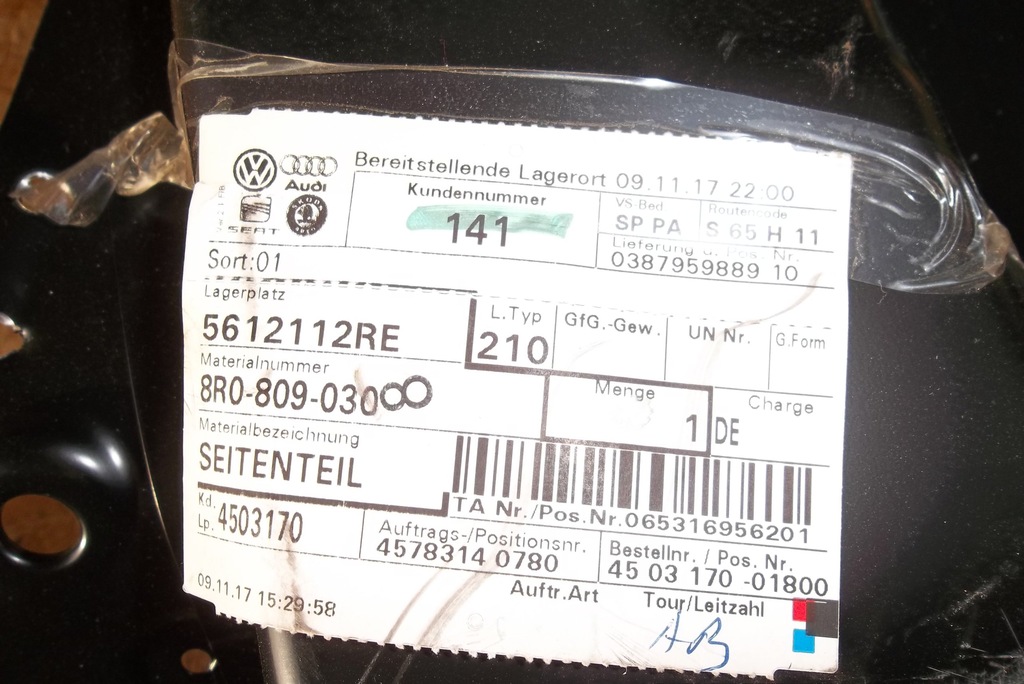 Bereitstellende Lagerort 09.11.17 22:00
Audi
SEAT
Kundennummer
141
VS-Bed
SP PA
Routencode
S 65 H 11
Lieferung u. Pos. Nr.
0387959889 10
Sort:01
Lagerplatz
5612112RE
L.Typ
210
GfG.-Gew.
UN Nr.
G.Form
Materialnummer
8R0-809-030
Menge
1 DE
Charge
Materialbezeichnung
SEITENTEIL
TA Nr./Pos.Nr.065316956201
Kd.
Lp. 4503170
Auftrags-/Positionsnr.
4578314 0780
Bestellnr. / Pos. Nr.
45 03 170 -01800
09.11.17 15:29:58
Auftr.Art
Tour/Leitzahl
AB